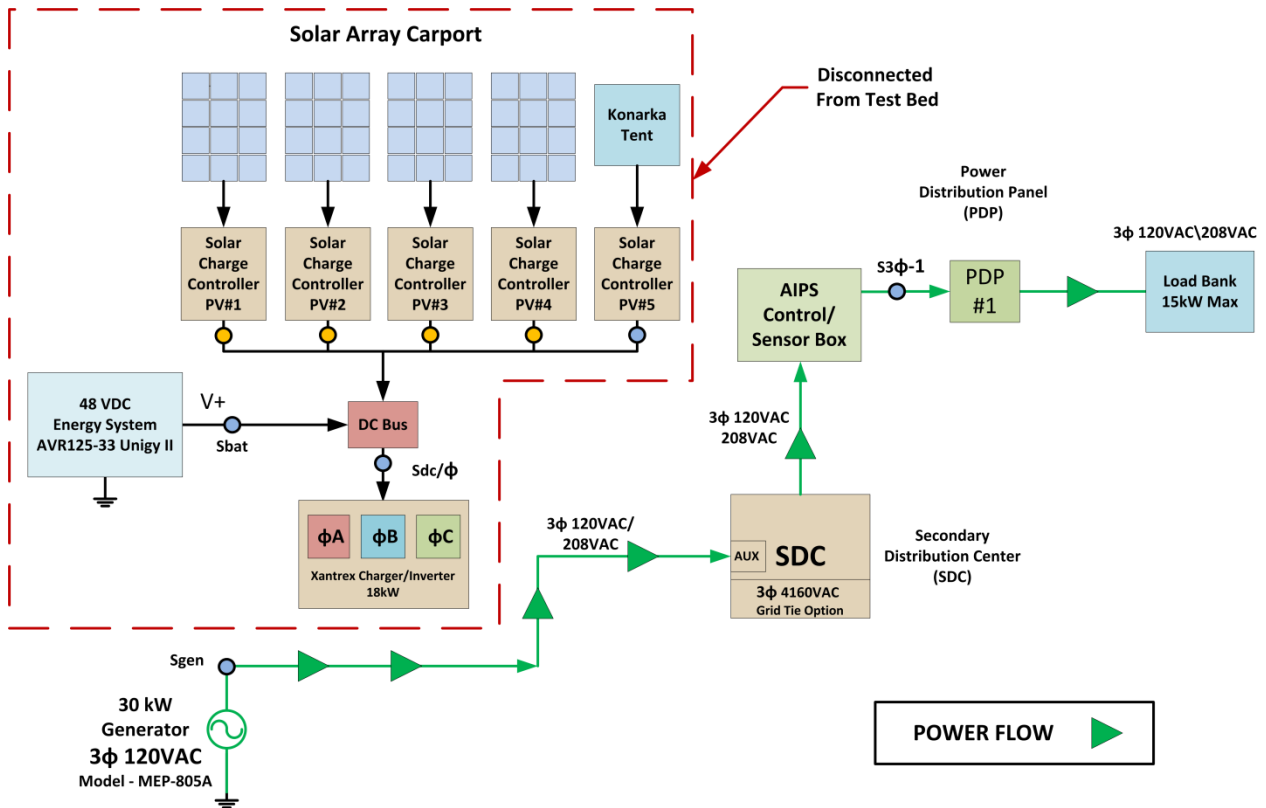 Solar Array Carport
Disconnected
From Test Bed
Konarka
Tent
Solar
Charge
Controller
PV#1
Solar
Charge
Controller
PV#2
Solar
Charge
Controller
PV#3
Solar
Charge
Controller
PV#4
Solar
Charge
Controller
PV#5
Power
Distribution Panel
(PDP)
3ϕ 120VAC\208VAC
AIPS
Control/
Sensor Box
S3ϕ-1
PDP
#1
Load Bank
15kW Max
48 VDC
Energy System
AVR125-33 Unigy II
V+
Sbat
DC Bus
Sdc/ϕ
ϕA
ϕB
ϕC
Xantrex Charger/Inverter
18kW
3ϕ 120VAC
208VAC
3ϕ 120VAC/
208VAC
AUX
SDC
3ϕ 4160VAC
Grid Tie Option
Secondary
Distribution Center
(SDC)
Sgen
30 kW
Generator
3ϕ 120VAC
Model - MEP-805A
POWER FLOW